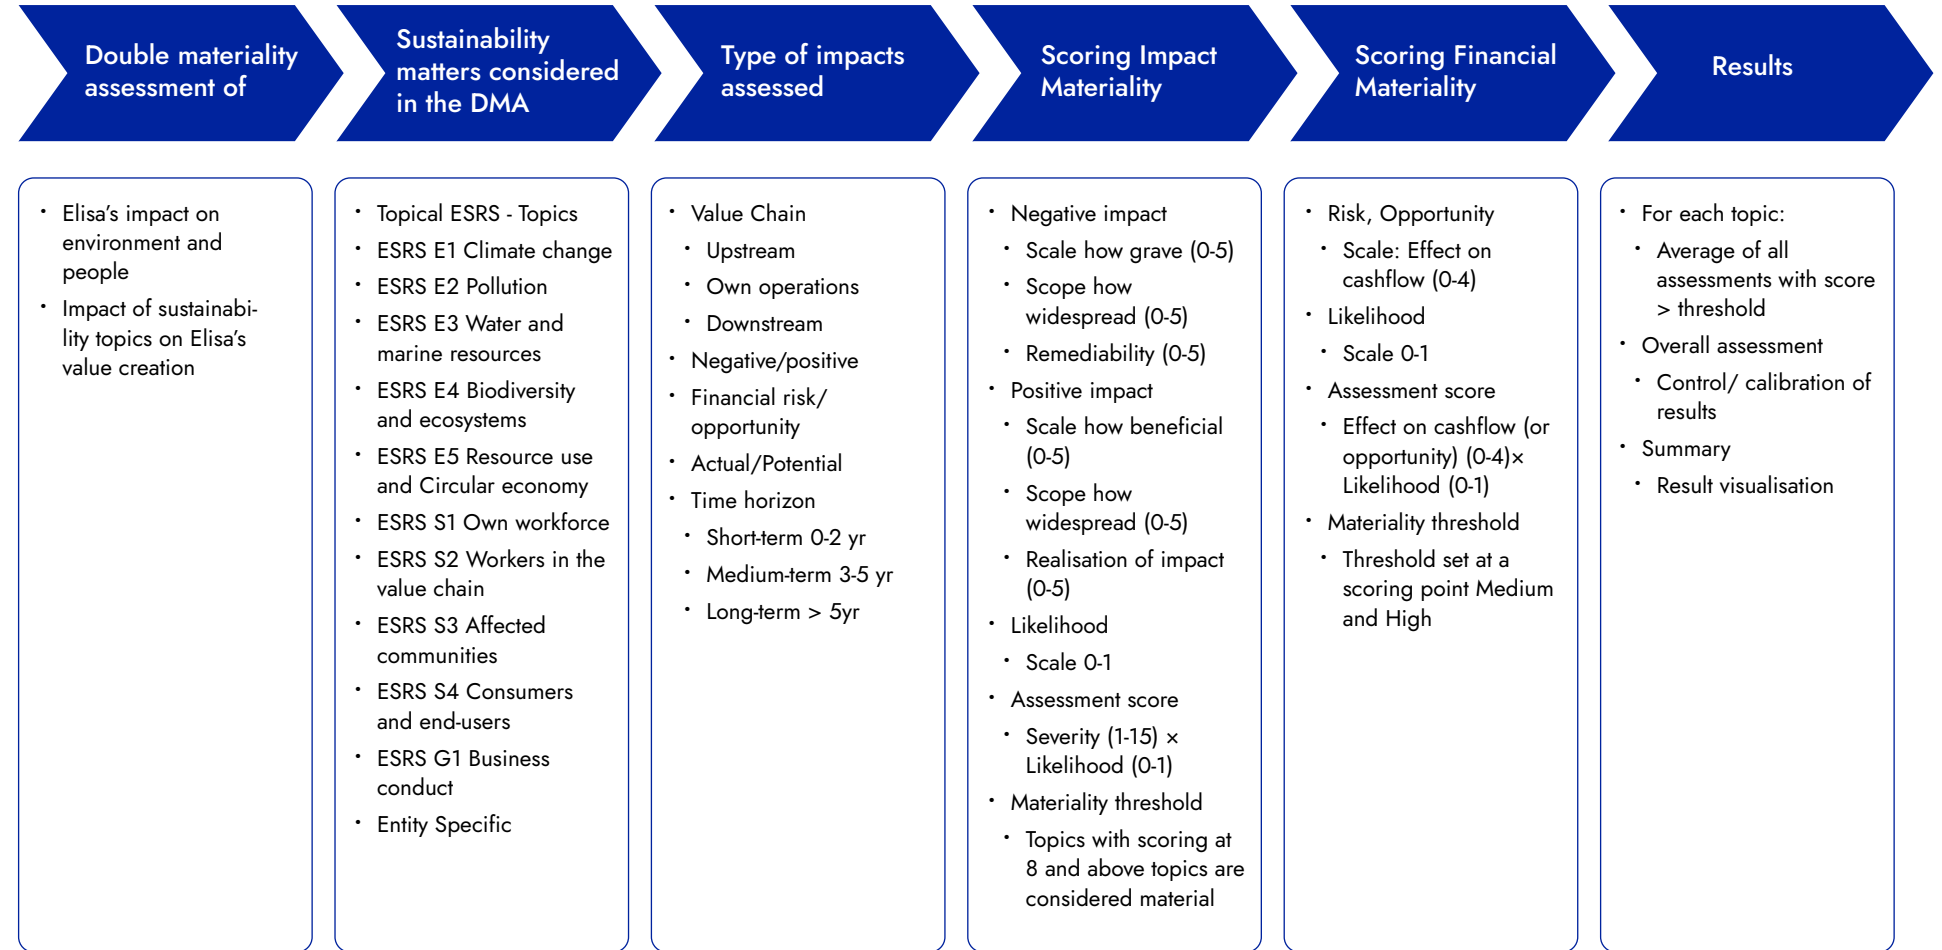 Double materiality
assessment of
Sustainability
matters considered
in the DMA
Type of impacts
assessed
Scoring Impact
Materiality
Scoring Financial
Materiality
Results
• Elisa’s impact on
environment and
people
• Impact of sustainabi-
lity topics on Elisa’s
value creation
• Topical ESRS - Topics
• ESRS E1 Climate change
• ESRS E2 Pollution
• ESRS E3 Water and
marine resources
• ESRS E4 Biodiversity
and ecosystems
• ESRS E5 Resource use
and Circular economy
• ESRS S1 Own workforce
• ESRS S2 Workers in the
value chain
• ESRS S3 Affected
communities
• ESRS S4 Consumers
and end-users
• ESRS G1 Business
conduct
• Entity Specific
• Value Chain
• Upstream
• Own operations
• Downstream
• Negative/positive
• Financial risk/
opportunity
• Actual/Potential
• Time horizon
• Short-term 0-2 yr
• Medium-term 3-5 yr
• Long-term > 5yr
• Negative impact
• Scale how grave (0-5)
• Scope how
widespread (0-5)
• Remediability (0-5)
• Positive impact
• Scale how beneficial
(0-5)
• Scope how
widespread (0-5)
• Realisation of impact
(0-5)
• Likelihood
• Scale 0-1
• Assessment score
• Severity (1-15) ×
Likelihood (0-1)
• Materiality threshold
• Topics with scoring at
8 and above topics are
considered material
• Risk, Opportunity
• Scale: Effect on
cashflow (0-4)
• Likelihood
• Scale 0-1
• Assessment score
• Effect on cashflow (or
opportunity) (0-4)×
Likelihood (0-1)
• Materiality threshold
• Threshold set at a
scoring point Medium
and High
• For each topic:
• Average of all
assessments with score
> threshold
• Overall assessment
• Control/ calibration of
results
• Summary
• Result visualisation